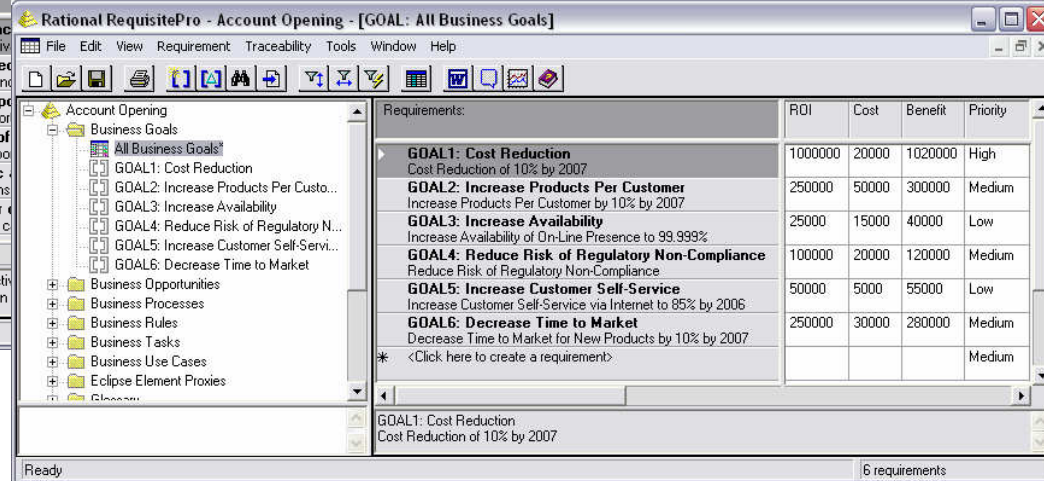 Rational RequisitePro - Account Opening - [GOAL: All Business Goals]
File Edit View Requirement Traceability Tools Window Help
Account Opening
Business Goals
All Business Goals*
GOAL1: Cost Reduction
GOAL2: Increase Products Per Custo...
GOAL3: Increase Availability
GOAL4: Reduce Risk of Regulatory N...
GOAL5: Increase Customer Self-Servi...
GOAL6: Decrease Time to Market
Business Opportunities
Business Processes
Business Rules
Business Tasks
Business Use Cases
Eclipse Element Proxies
Glossary
Requirements: ROI Cost Benefit Priority
GOAL1: Cost Reduction 1000000 20000 1020000 High
Cost Reduction of 10% by 2007
GOAL2: Increase Products Per Customer 250000 50000 300000 Medium
Increase Products Per Customer by 10% by 2007
GOAL3: Increase Availability 25000 15000 40000 Low
Increase Availability of On-Line Presence to 99.999%
GOAL4: Reduce Risk of Regulatory Non-Compliance 100000 20000 120000 Medium
Reduce Risk of Regulatory Non-Compliance
GOAL5: Increase Customer Self-Service 50000 5000 55000 Low
Increase Customer Self-Service via Internet to 85% by 2006
GOAL6: Decrease Time to Market 250000 30000 280000 Medium
Decrease Time to Market for New Products by 10% by 2007
* <Click here to create a requirement> Medium
GOAL1: Cost Reduction
Cost Reduction of 10% by 2007
Ready 6 requirements